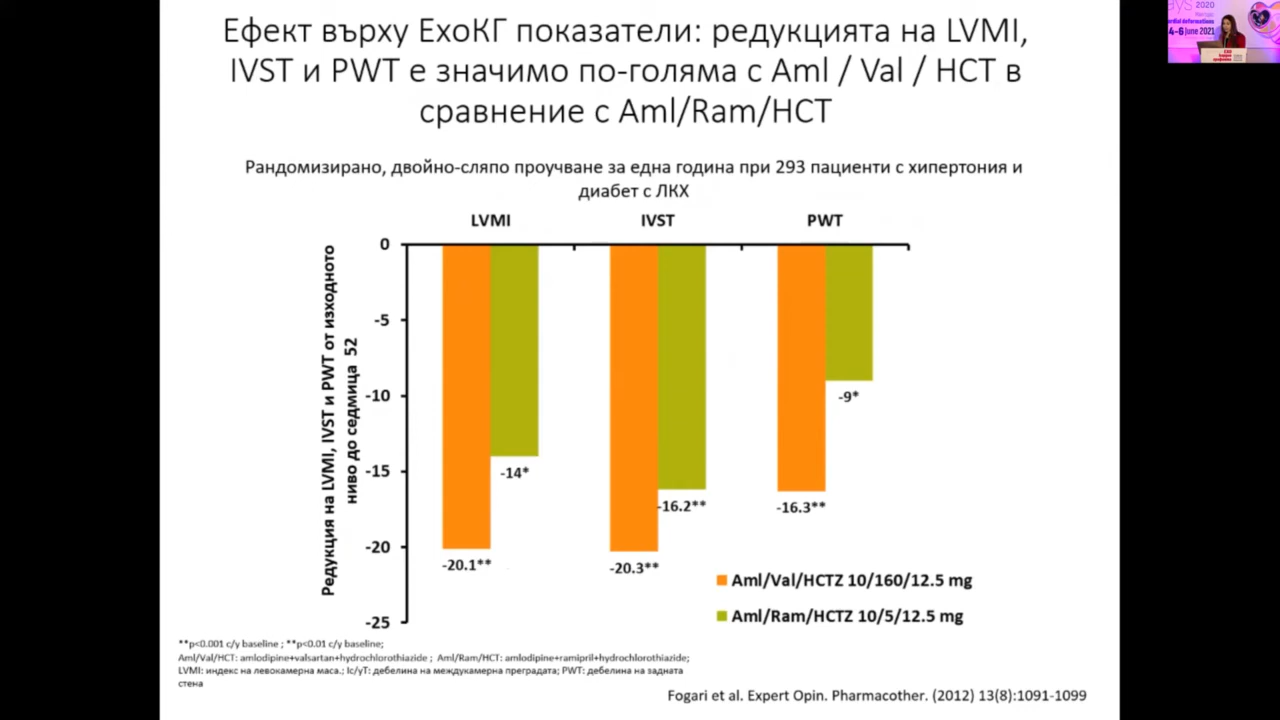 Ефект върху ЕхоКГ показатели: редукцията на LVMI,
IVST и PWT е значимо по-голяма с Aml / Val / HCT в
сравнение с Aml/Ram/HCT
Рандомизирано, двойно-сляпо проучване за една година при 293 пациенти с хипертония и
диабет с ЛКХ
LVMI IVST PWT
Редукция на LVMI, IVST и PWT от изходното
ниво до седмица 52
0
-5
-10
-15
-20
-25
-20.1**
-14*
-20.3**
-16.2**
-16.3**
-9*
Aml/Val/HCTZ 10/160/12.5 mg
Aml/Ram/HCTZ 10/5/12.5 mg
**p<0.001 с/у baseline ; **p<0.01 с/у baseline;
Aml/Val/HCT: amlodipine+valsartan+hydrochlorothiazide ; Aml/Ram/HCT: amlodipine+ramipril+hydrochlorothiazide;
LVMI: индекс на левокамерна маса.; Ic/yT: дебелина на междукамерна преградата; PWT: дебелина на задната
стена
Fogari et al. Expert Opin. Pharmacother. (2012) 13(8):1091-1099
2020
4-6 June 2021